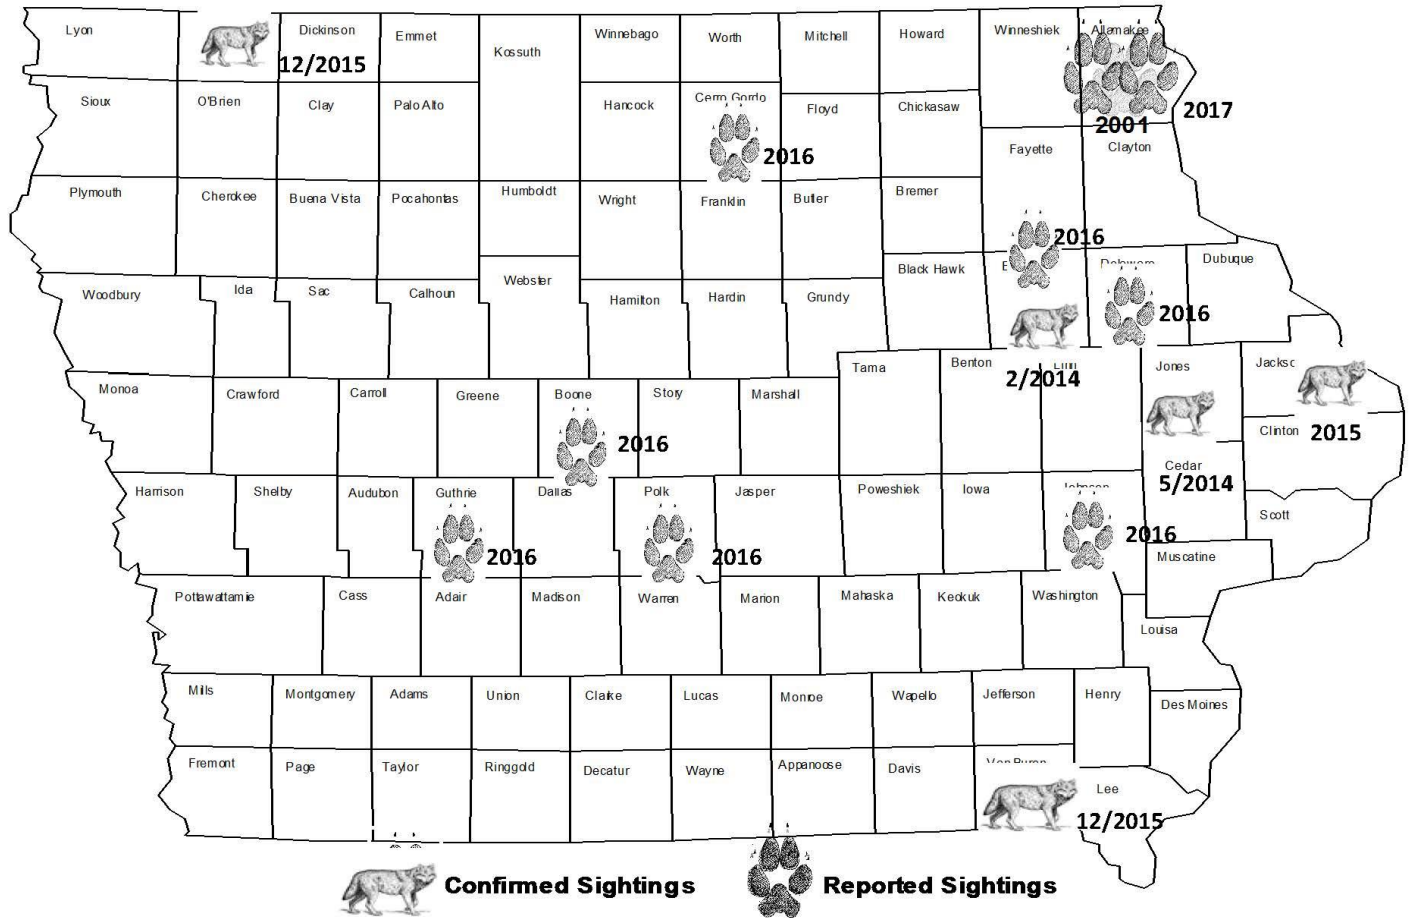 Lyon
Dickinson
Emmet
Kossuth
Winnebago
Worth
Mitchell
Howard
Winneshiek
Allamakee
12/2015
Sioux
O'Brien
Clay
Palo Alto
Hancock
Cerro Gordo
Floyd
Chickasaw
2001
2017
2016
Fayette
Clayton
Plymouth
Cherokee
Buena Vista
Pocahontas
Humboldt
Wright
Franklin
Butler
Bremer
2016
Woodbury
Ida
Sac
Calhoun
Webster
Hamilton
Hardin
Grundy
Black Hawk
Delaware
Dubuque
2016
Monoa
Crawford
Carroll
Greene
Boone
Story
Marshall
Tama
Benton
Linn
Jones
2/2014
2016
Clinton
2015
Cedar
5/2014
Harrison
Shelby
Audubon
Guthrie
Dallas
Polk
Jasper
Poweshiek
Iowa
Johnson
Scott
2016
2016
2016
Muscatine
Pottawattamie
Cass
Adair
Madison
Warren
Marion
Mahaska
Keokuk
Washington
Louisa
Mills
Montgomery
Adams
Union
Clarke
Lucas
Monroe
Wapello
Jefferson
Henry
Des Moines
Fremont
Page
Taylor
Ringgold
Decatur
Wayne
Appanoose
Davis
Van Buren
Lee
12/2015
Confirmed Sightings
Reported Sightings